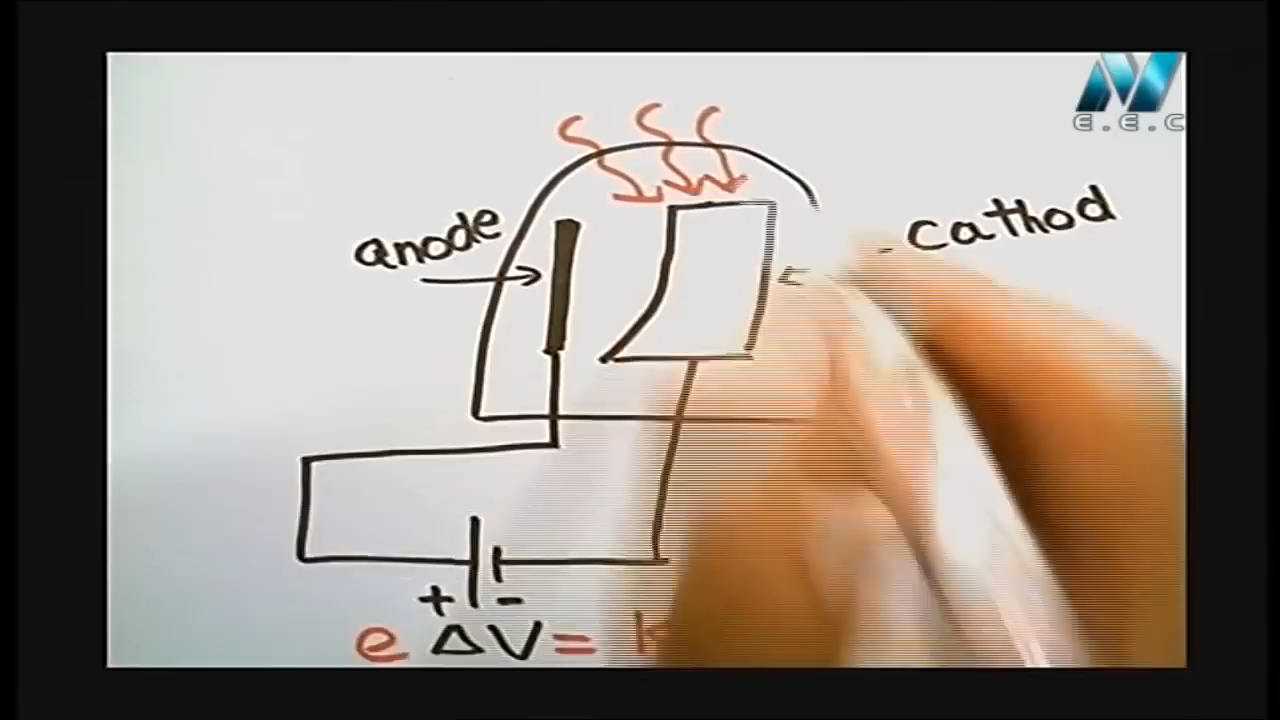 E.E.C
anode
cathod
+ -
e ΔV = k